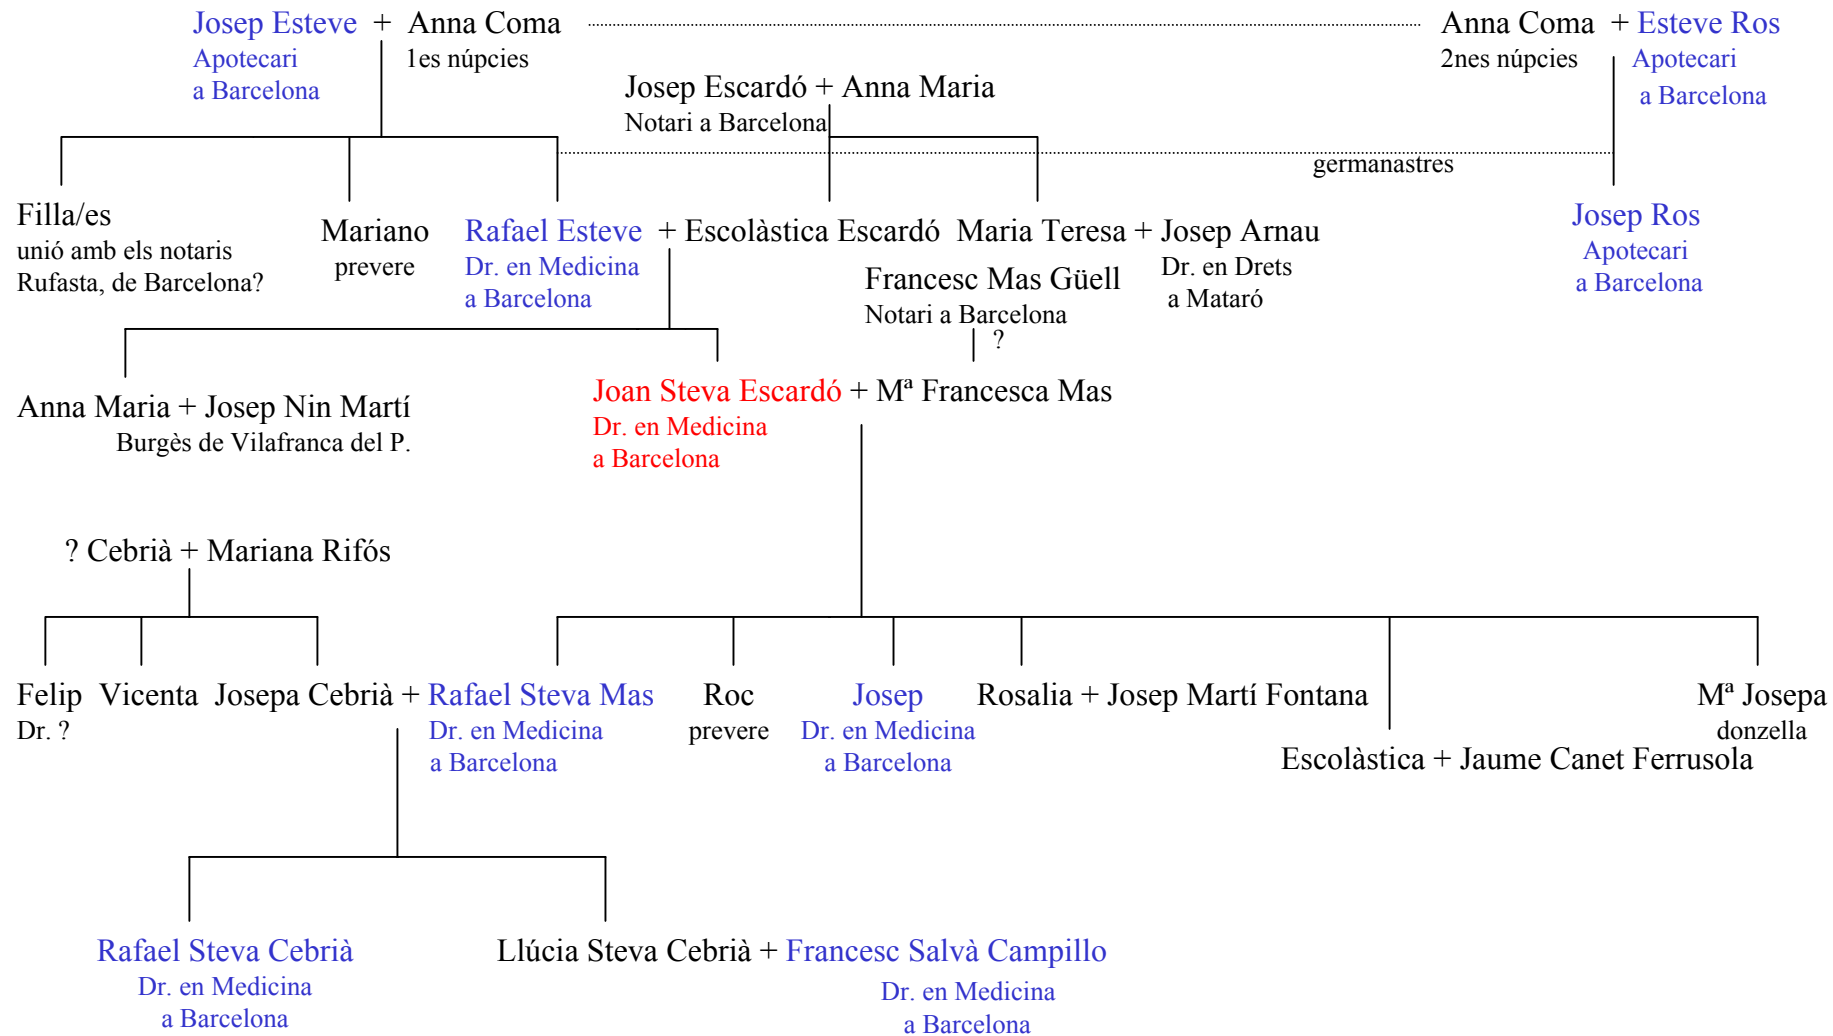 Josep Esteve + Anna Coma
Apotecari
a Barcelona
1es núpcies
Anna Coma + Esteve Ros
2nes núpcies
Apotecari
a Barcelona
Josep Escardó + Anna Maria
Notari a Barcelona
germanastres
Filla/es
unió amb els notaris
Rufasta, de Barcelona?
Mariano
prevere
Rafael Esteve + Escolàstica Escardó
Dr. en Medicina
a Barcelona
Maria Teresa + Josep Arnau
Dr. en Drets
a Mataró
Josep Ros
Apotecari
a Barcelona
Francesc Mas Güell
Notari a Barcelona
?
Anna Maria + Josep Nin Martí
Burgès de Vilafranca del P.
Joan Steva Escardó + Mª Francesca Mas
Dr. en Medicina
a Barcelona
? Cebrià + Mariana Rifós
Felip
Dr. ?
Vicenta
Josepa Cebrià + Rafael Steva Mas
Dr. en Medicina
a Barcelona
Roc
prevere
Josep
Dr. en Medicina
a Barcelona
Rosalia + Josep Martí Fontana
Escolàstica + Jaume Canet Ferrusola
Mª Josepa
donzella
Rafael Steva Cebrià
Dr. en Medicina
a Barcelona
Llúcia Steva Cebrià + Francesc Salvà Campillo
Dr. en Medicina
a Barcelona